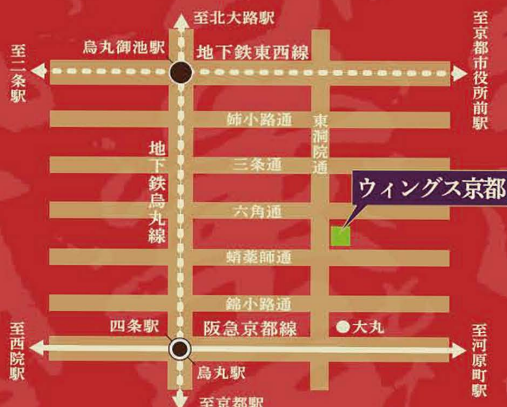 至北大路駅
烏丸御池駅
地下鉄東西線
至二条駅
至京都市役所前駅
姉小路通
東洞院通
地下鉄烏丸線
三条通
ウィングス京都
六角通
蛸薬師通
錦小路通
四条駅
阪急京都線
大丸
至西院駅
至河原町駅
烏丸駅
至京都駅